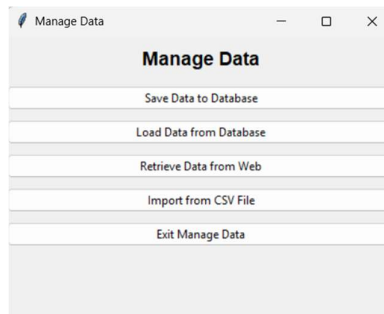 Manage Data
Manage Data
Save Data to Database
Load Data from Database
Retrieve Data from Web
Import from CSV File
Exit Manage Data